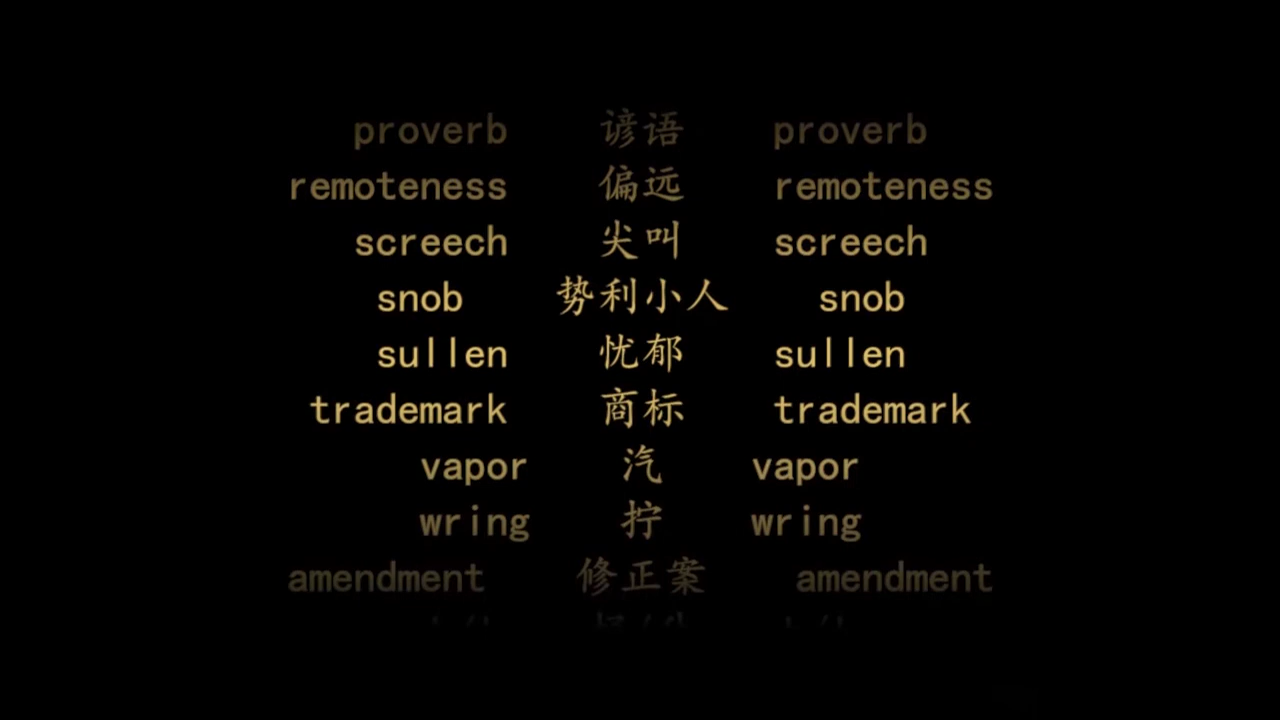 proverb 谚语 proverb
remoteness 偏远 remoteness
screech 尖叫 screech
snob 势利小人 snob
sullen 忧郁 sullen
trademark 商标 trademark
vapor 汽 vapor
wring 拧 wring
amendment 修正案 amendment